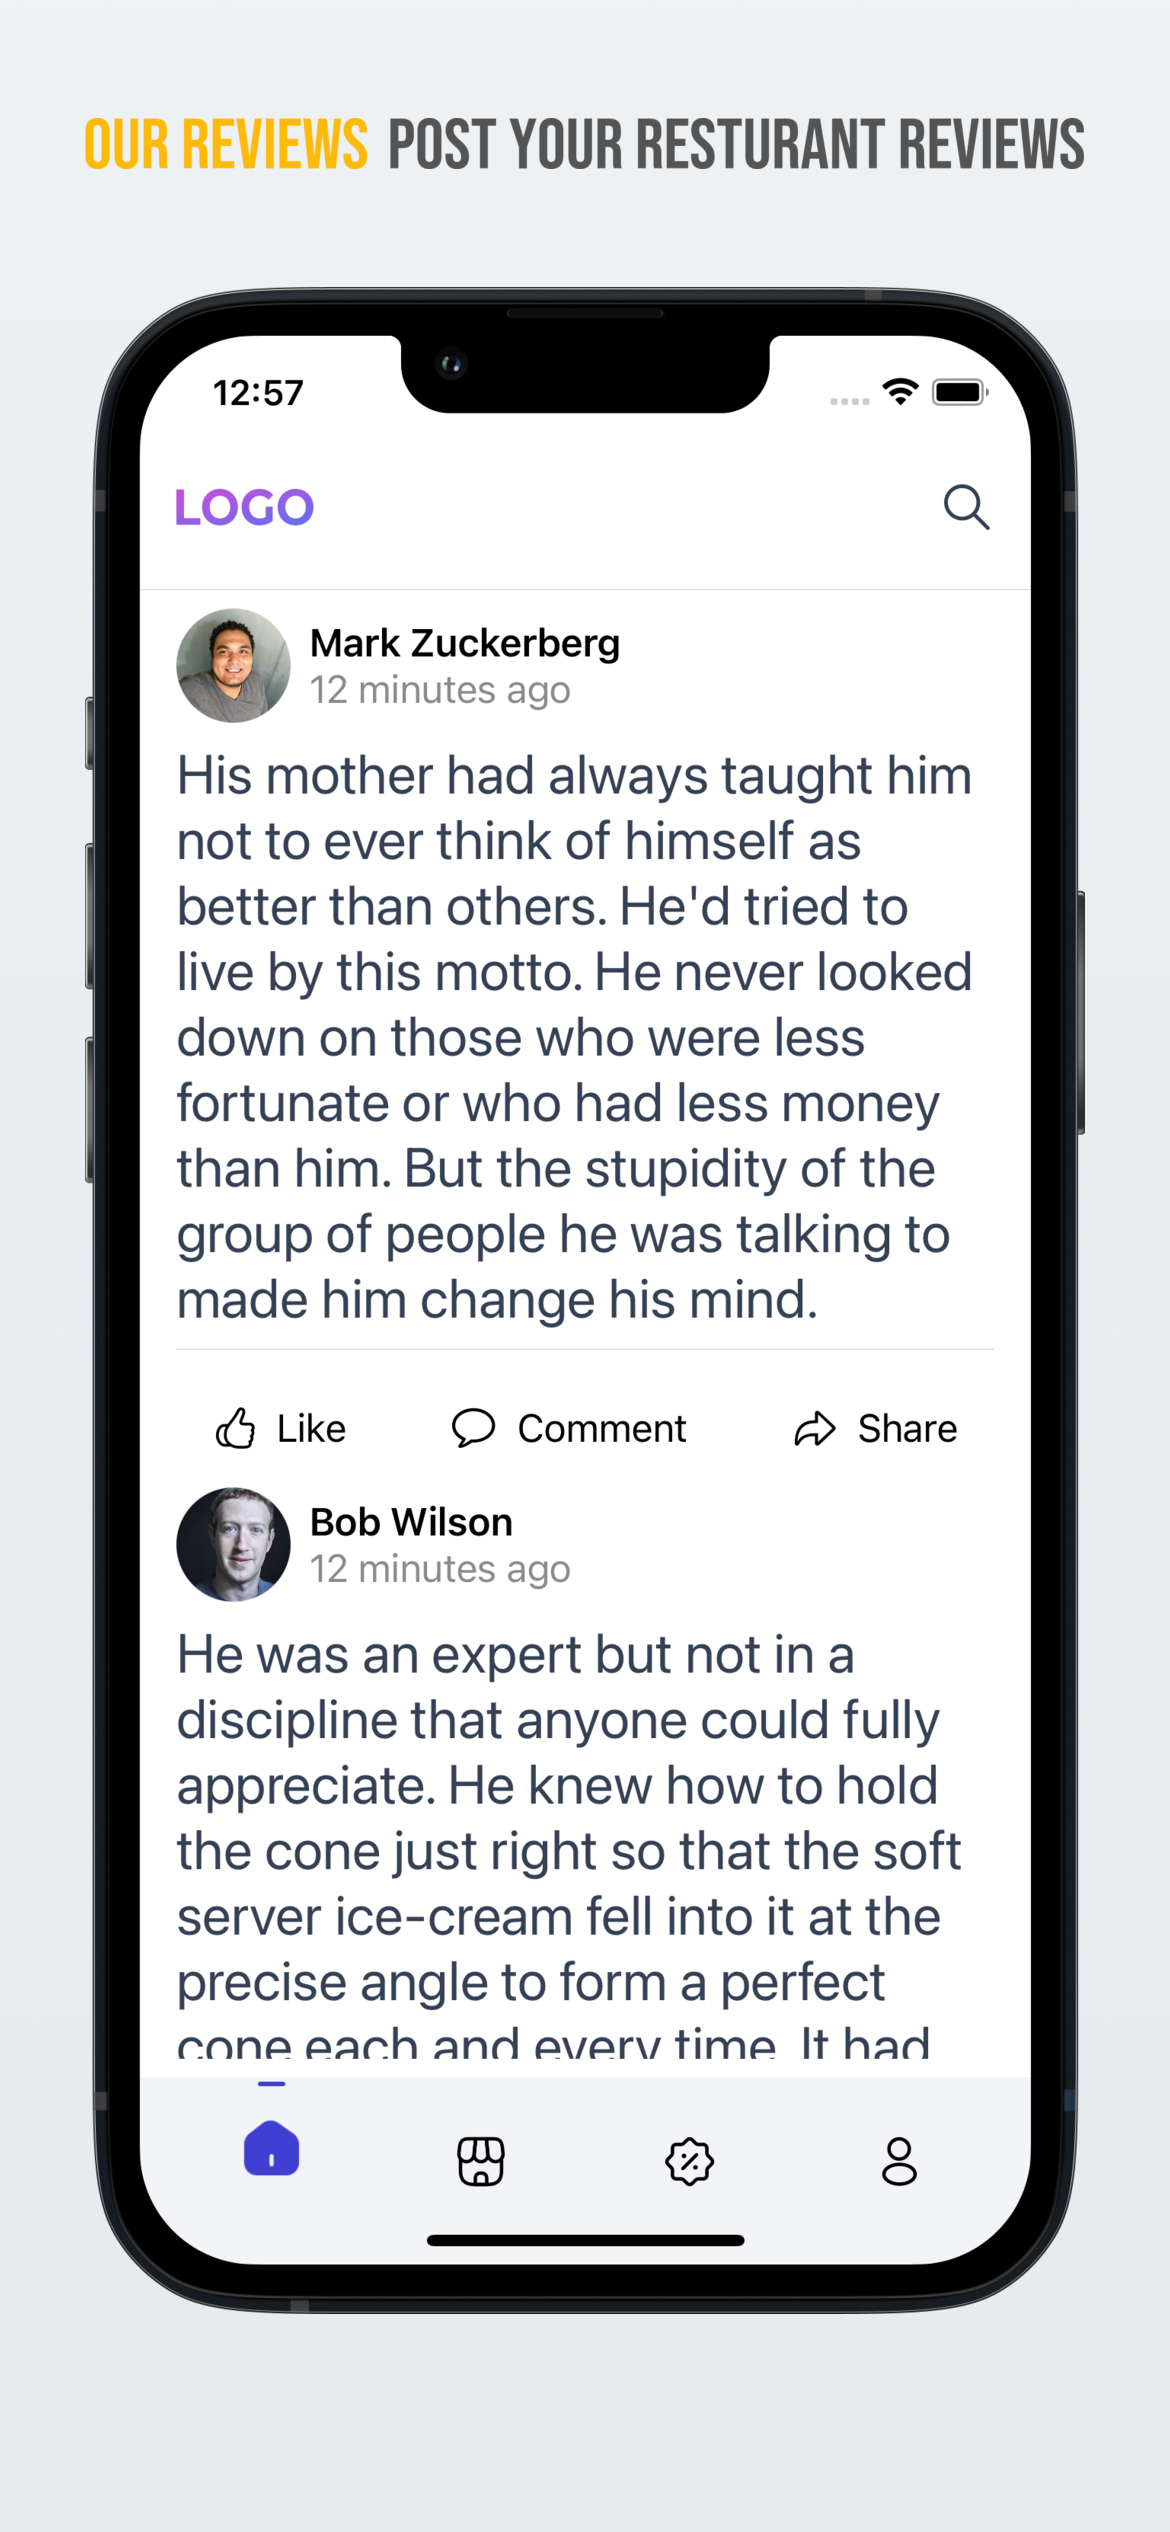 OUR REVIEWS POST YOUR RESTURANT REVIEWS
12:57
LOGO
Mark Zuckerberg
12 minutes ago
His mother had always taught him
not to ever think of himself as
better than others. He'd tried to
live by this motto. He never looked
down on those who were less
fortunate or who had less money
than him. But the stupidity of the
group of people he was talking to
made him change his mind.
Like Comment Share
Bob Wilson
12 minutes ago
He was an expert but not in a
discipline that anyone could fully
appreciate. He knew how to hold
the cone just right so that the soft
server ice-cream fell into it at the
precise angle to form a perfect
cone each and every time. It had